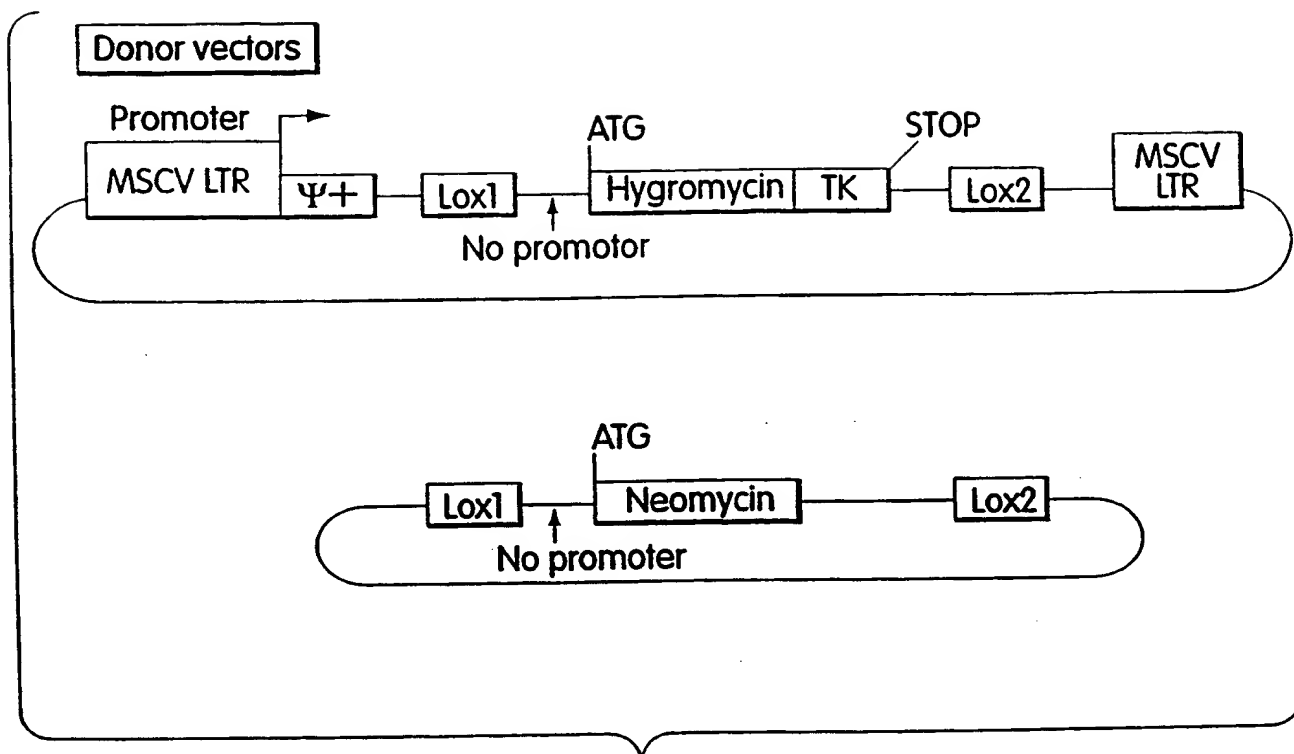 Donor vectors
Promoter
ATG
STOP
MSCV LTR
Ψ+
Lox1
Hygromycin
TK
Lox2
MSCV
LTR
No promotor
ATG
Lox1
Neomycin
Lox2
No promoter